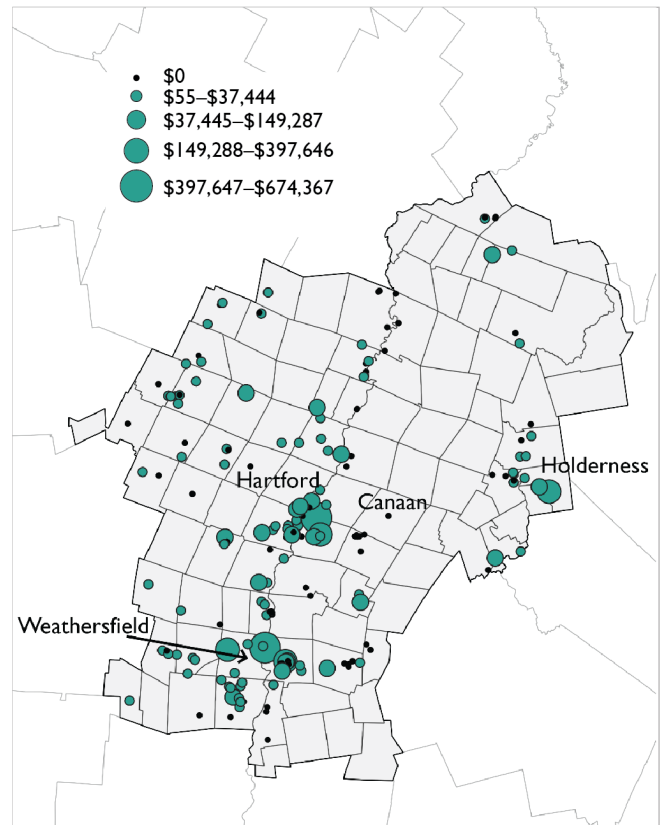 $0
$55–$37,444
$37,445–$149,287
$149,288–$397,646
$397,647–$674,367
Holderness
Hartford
Canaan
Weathersfield